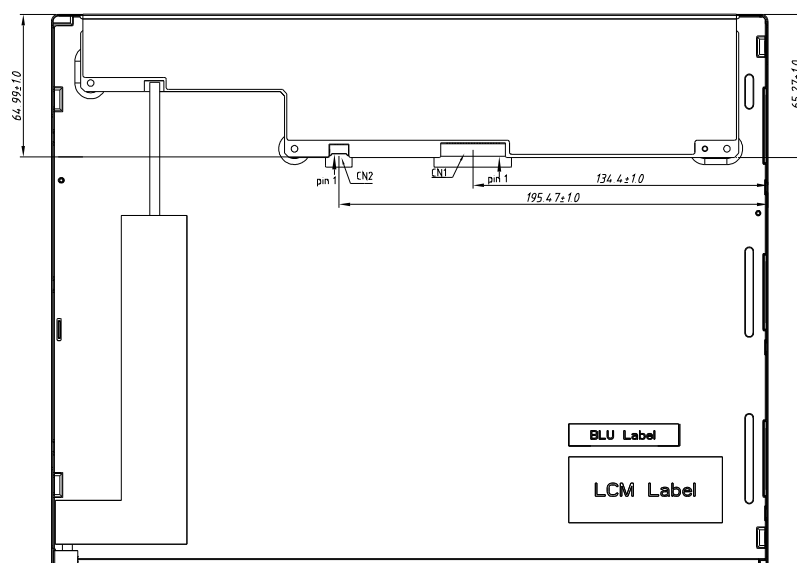 64.99±1.0
65.27±1.0
pin 1
CN2
CN1
pin 1
134.4±1.0
195.47±1.0
BLU Label
LCM Label